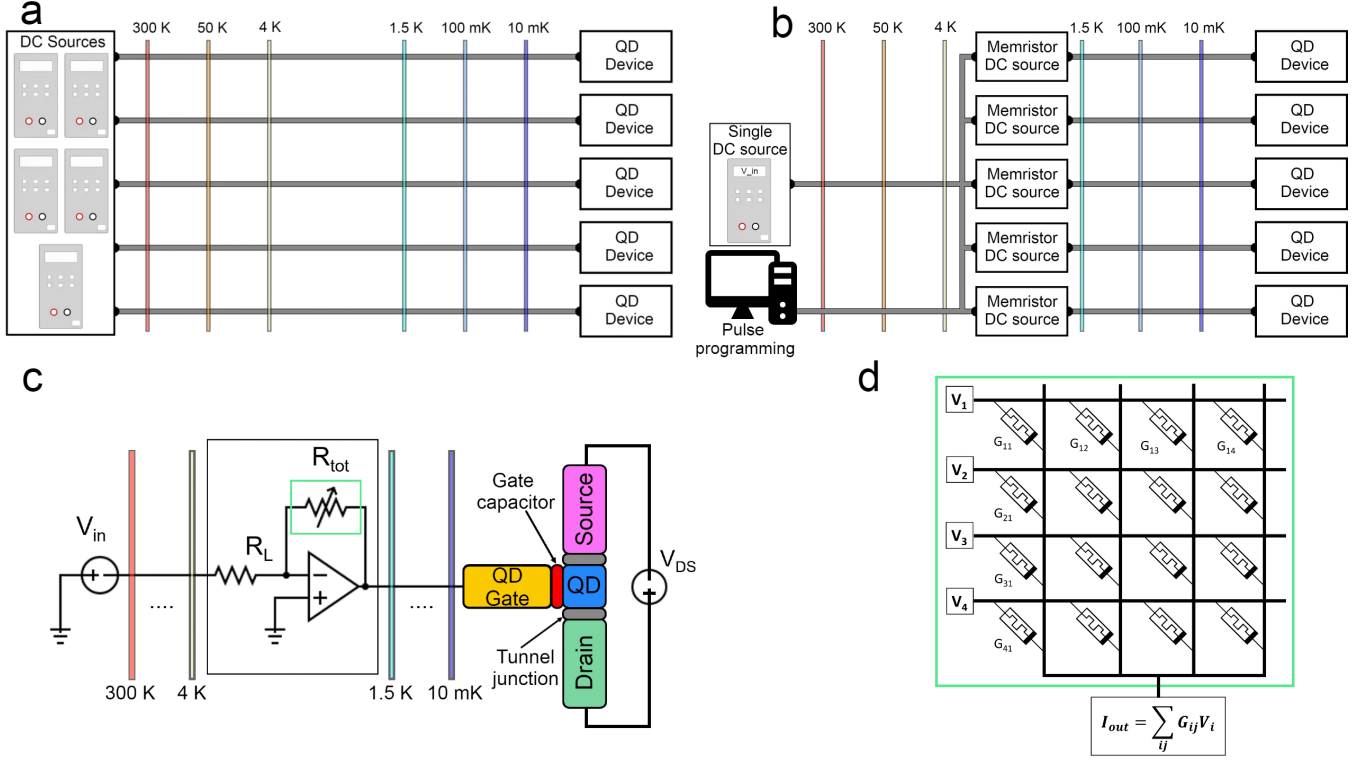 a
DC Sources
300 K
50 K
4 K
1.5 K
100 mK
10 mK
QD
Device
QD
Device
QD
Device
QD
Device
QD
Device
b
300 K
50 K
4 K
1.5 K
100mK
10 mK
Single
DC source
V_in
Pulse
programming
Memristor
DC source
Memristor
DC source
Memristor
DC source
Memristor
DC source
Memristor
DC source
QD
Device
QD
Device
QD
Device
QD
Device
QD
Device
c
V_in
R_L
R_tot
−
+
....
....
300 K
4 K
1.5 K
10 mK
Gate
capacitor
QD
Gate
QD
Source
Drain
Tunnel
junction
V_DS
d
V_1
V_2
V_3
V_4
G_11
G_12
G_13
G_14
G_21
G_31
G_41
I_out = ∑_ij G_ij V_i